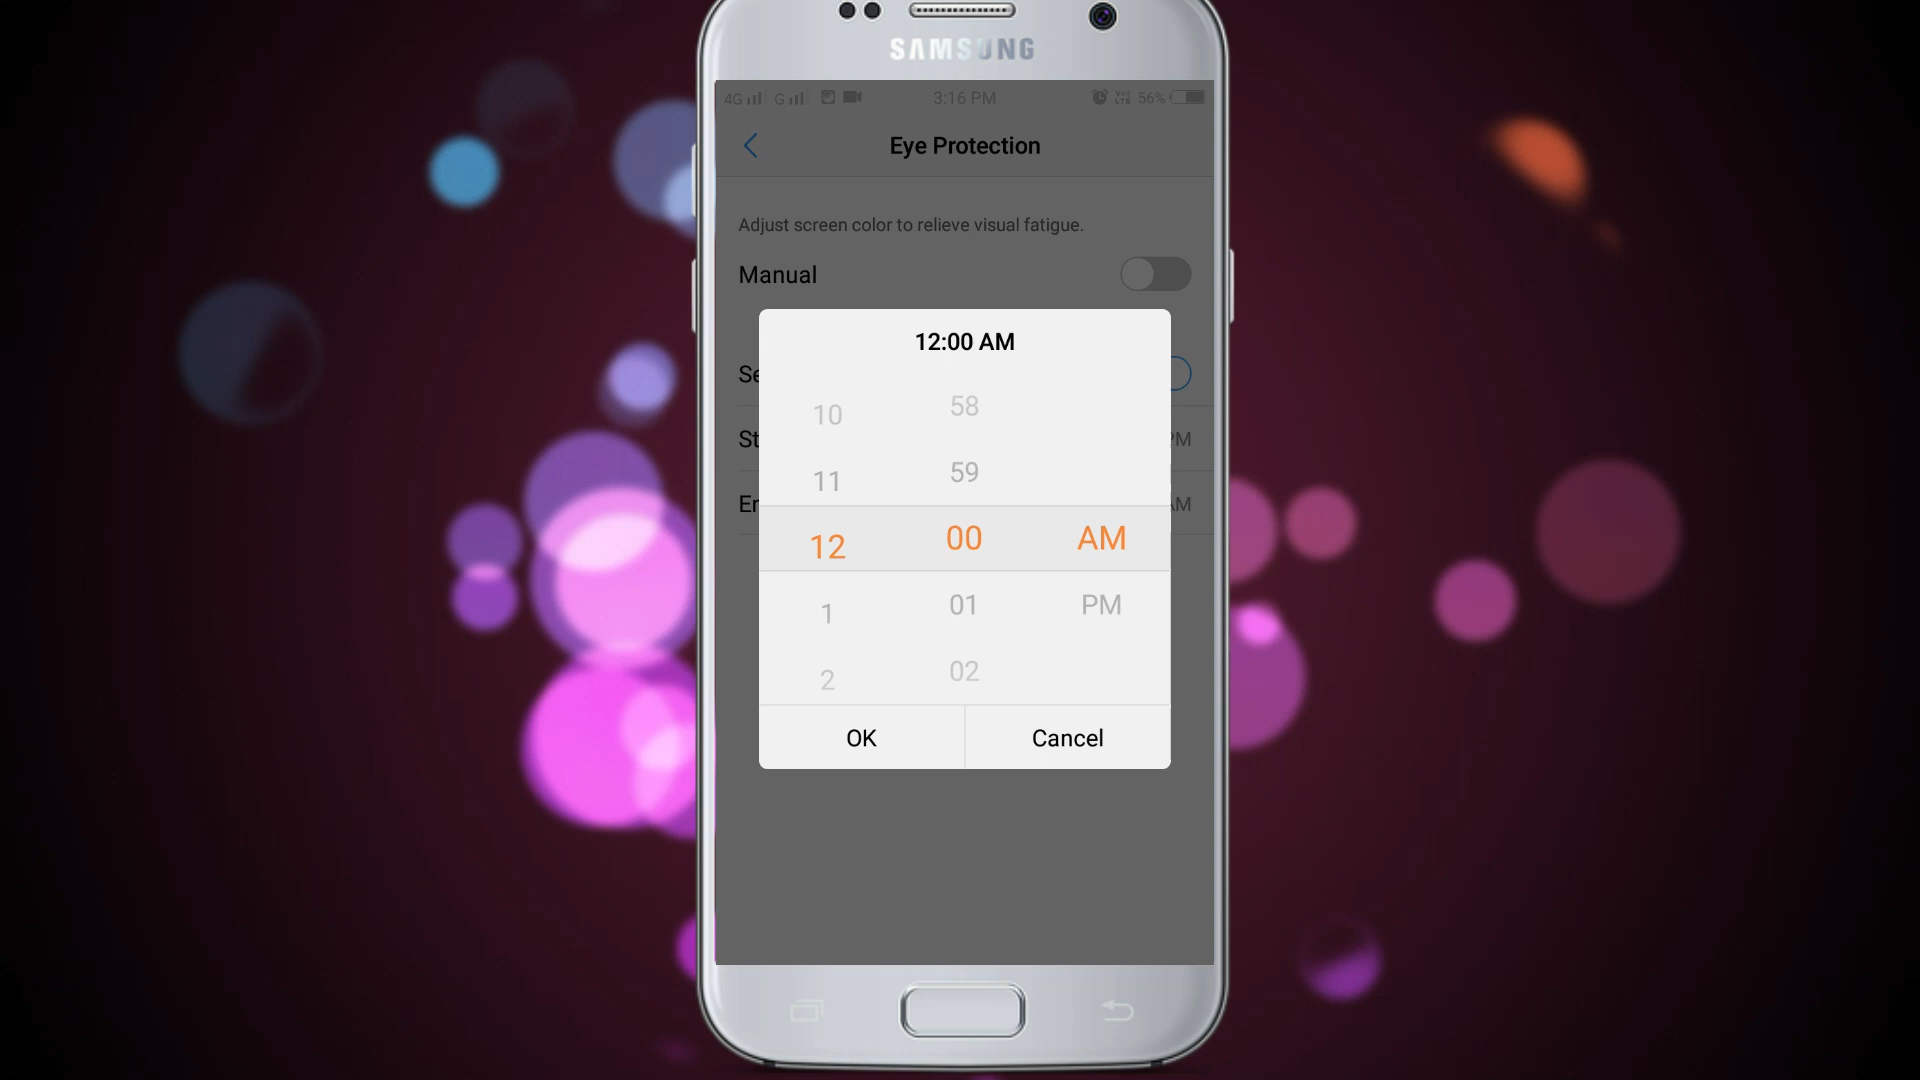 SAMSUNG
4G G 3:16 PM 56%
Eye Protection
Adjust screen color to relieve visual fatigue.
Manual
12:00 AM
10 58
11 59
12 00 AM
1 01 PM
2 02
OK Cancel